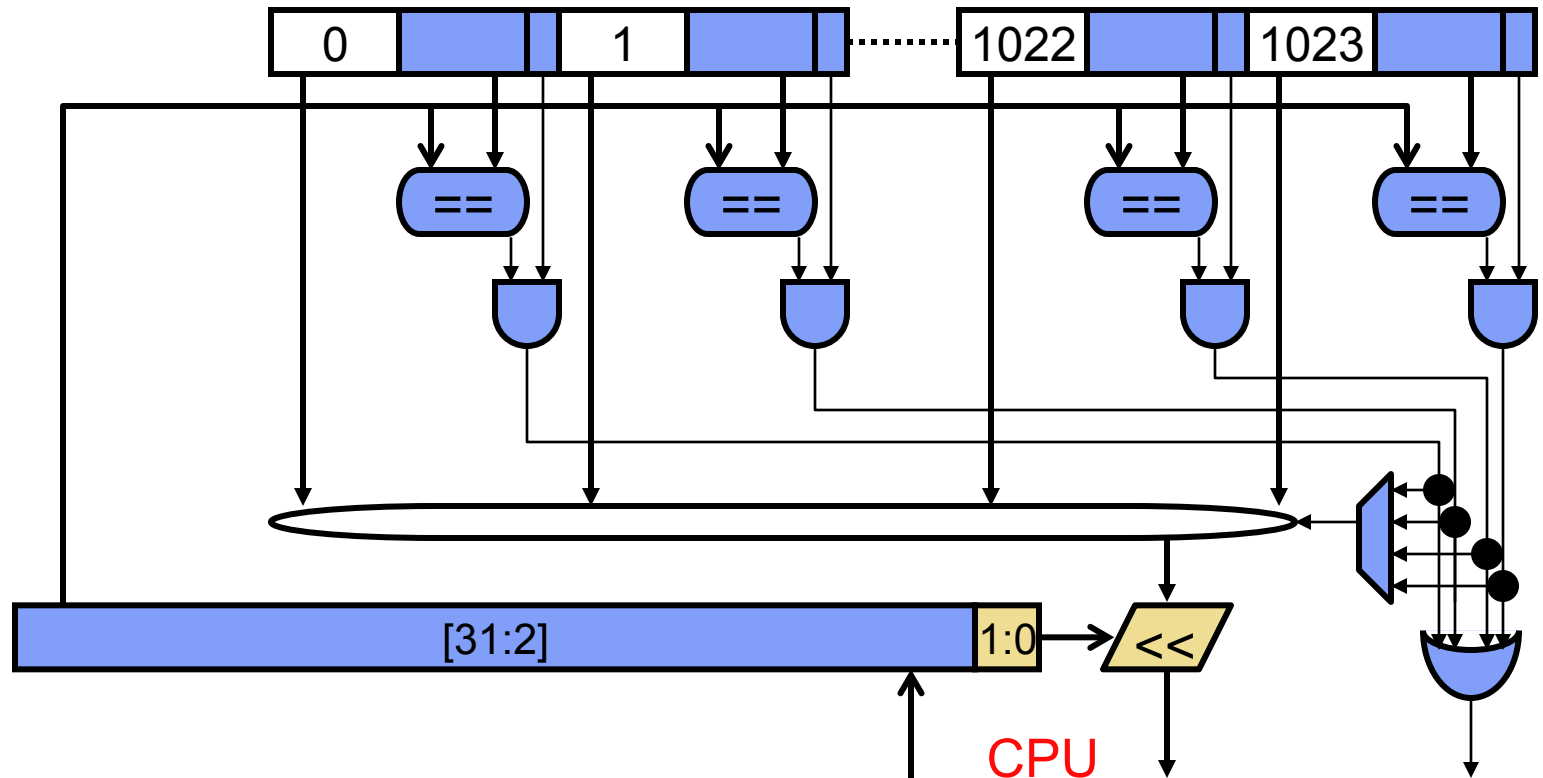 0 1 1022 1023
== == == ==
[31:2] 1:0 <<
CPU